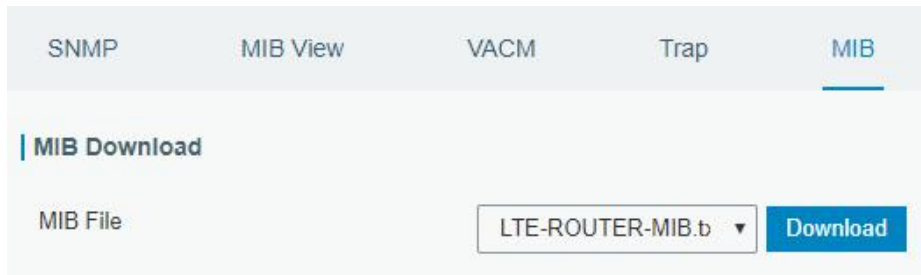 SNMP MIB View VACM Trap MIB
MIB Download
MIB File LTE-ROUTER-MIB.b Download